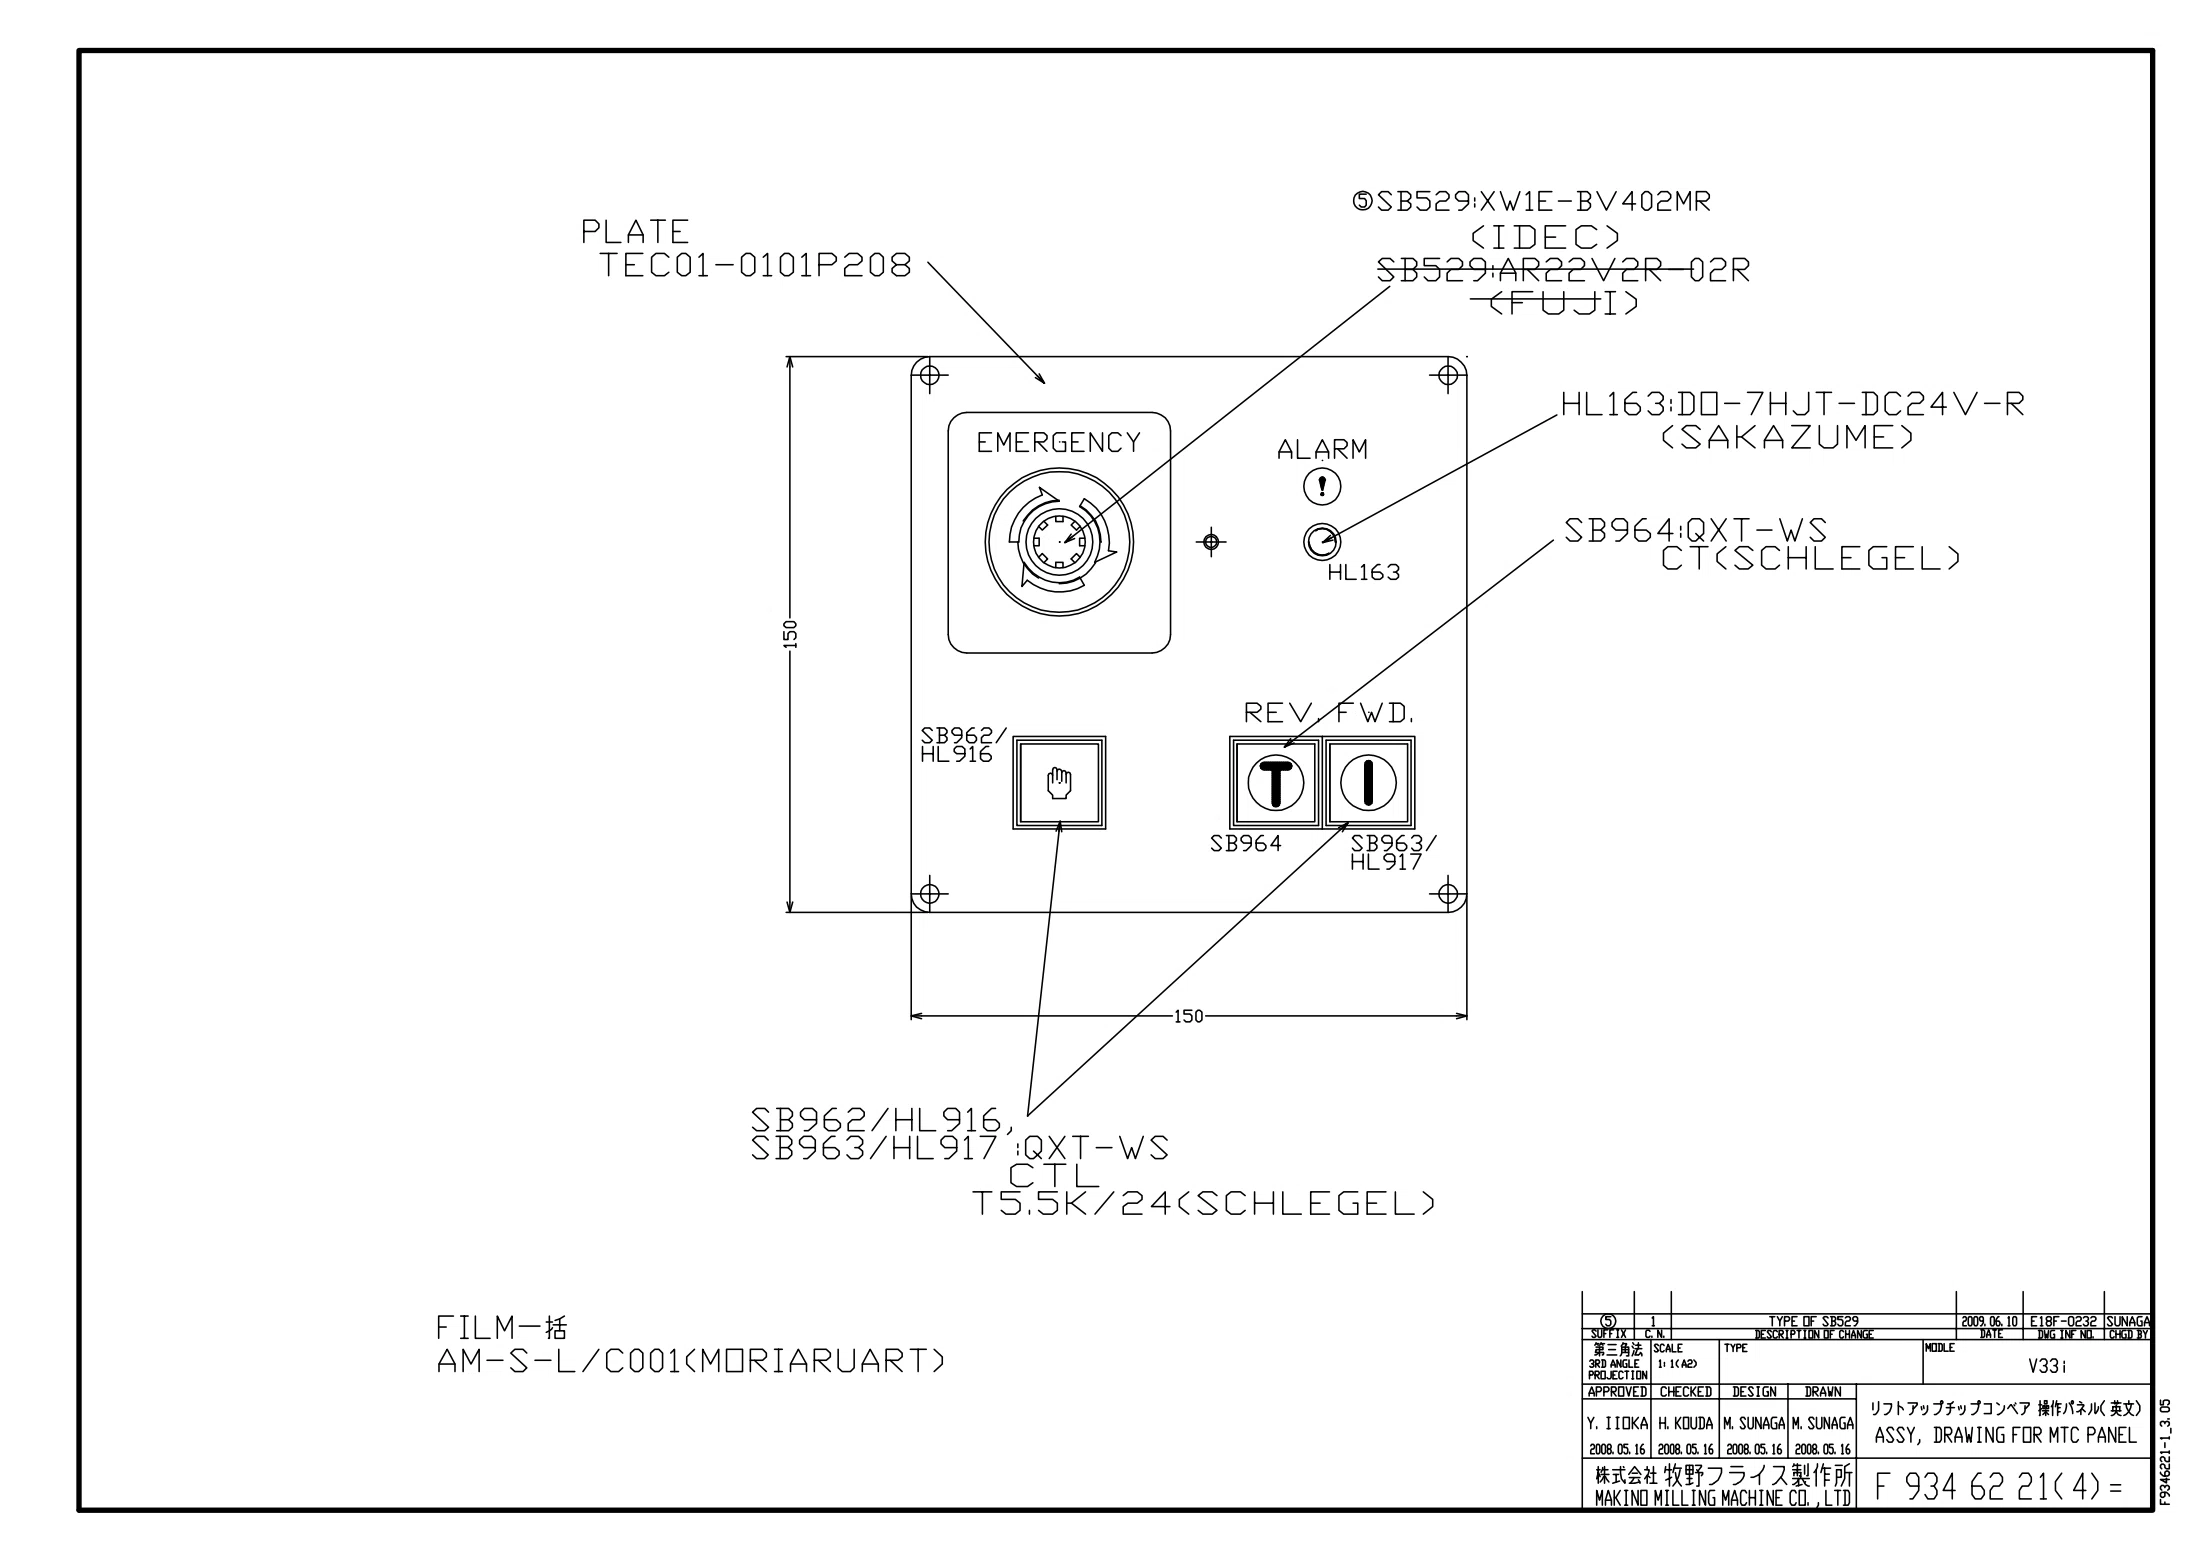 ⑤SB529:XW1E-BV402MR
(IDEC)
SB529:AR22V2R-02R
(FUJI)
PLATE
TEC01-0101P208
HL163:DO-7HJT-DC24V-R
(SAKAZUME)
EMERGENCY
ALARM
!
HL163
SB964:QXT-WS
CT(SCHLEGEL)
150
REV. FWD.
SB962/
HL916
T
I
SB964
SB963/
HL917
150
SB962/HL916,
SB963/HL917 :QXT-WS
CTL
T5.5K/24(SCHLEGEL)
FILM一括
AM-S-L/C001(MORIARUART)
⑤ 1 TYPE OF SB529 2009.06.10 E18F-0232 SUNAGA
SUFFIX C.N. DESCRIPTION OF CHANGE DATE DWG INF NO. CHGD BY
第三角法
3RD ANGLE
PROJECTION
SCALE
1:1(A2)
TYPE
MODLE
V33i
APPROVED CHECKED DESIGN DRAWN
Y. IIOKA H. KOUDA M. SUNAGA M. SUNAGA
2008.05.16 2008.05.16 2008.05.16 2008.05.16
リフトアップチップコンベア 操作パネル(英文)
ASSY, DRAWING FOR MTC PANEL
株式会社 牧野フライス製作所
MAKINO MILLING MACHINE CO.,LTD
F 934 62 21(4)=
F9346221-1_3.05